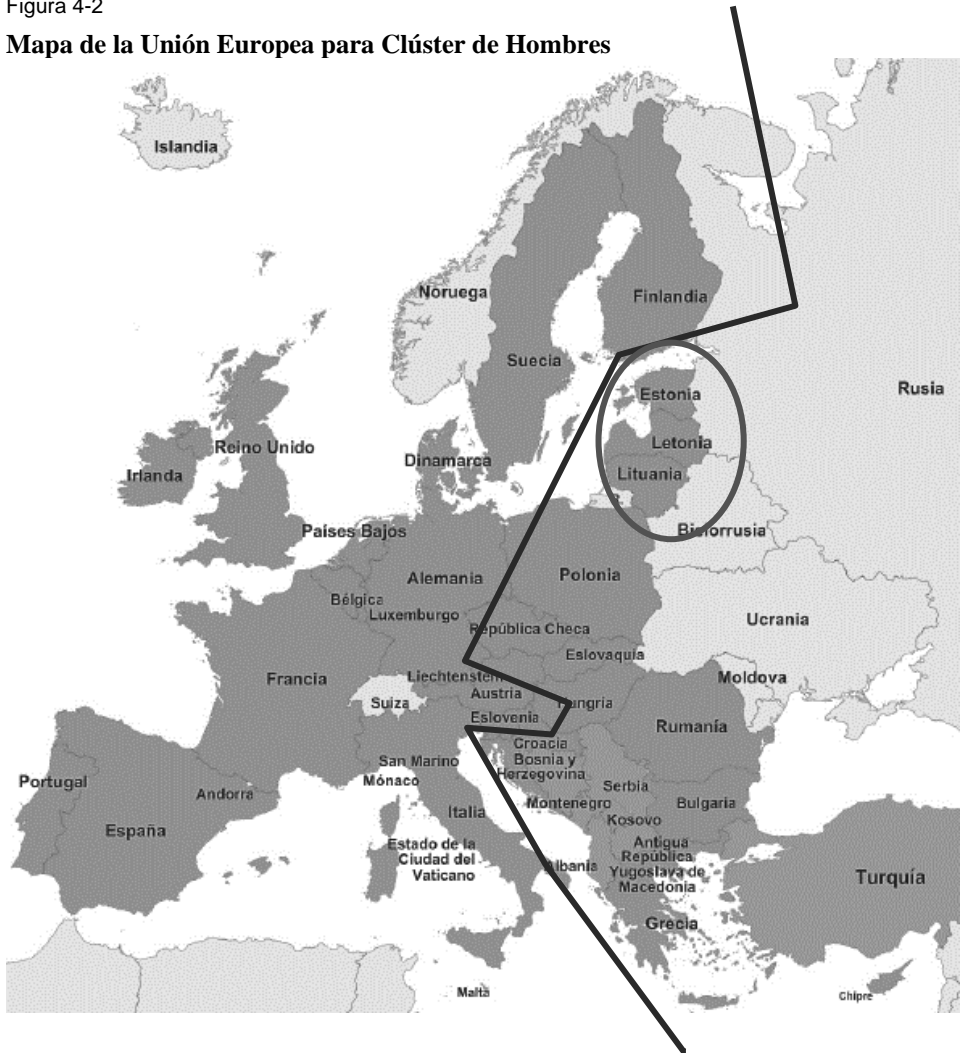 Figura 4-2
Mapa de la Unión Europea para Clúster de Hombres
Islandia
Noruega
Finlandia
Suecia
Rusia
Estonia
Letonia
Lituania
Reino Unido
Irlanda
Dinamarca
Países Bajos
Bielorrusia
Alemania
Polonia
Bélgica
Luxemburgo
República Checa
Ucrania
Eslovaquia
Liechtenstein
Francia
Suiza
Austria
Hungría
Moldova
Eslovenia
Rumanía
Croacia
Bosnia y
Herzegovina
San Marino
Mónaco
Portugal
Andorra
Serbia
Montenegro
Bulgaria
Kosovo
Italia
España
Estado de la
Ciudad del
Vaticano
Albania
Antigua
República
Yugoslava de
Macedonia
Turquía
Grecia
Malta
Chipre